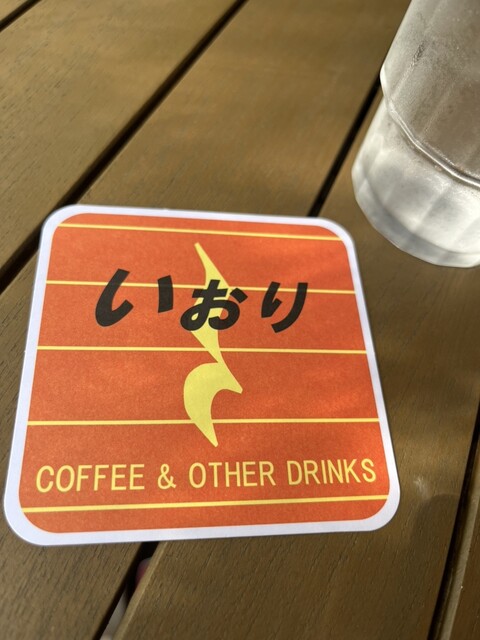 いおり
COFFEE & OTHER DRINKS